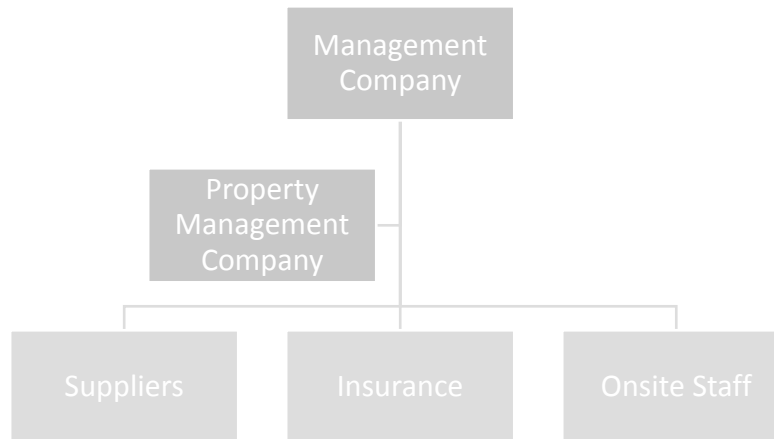 Management
Company
Property
Management
Company
Suppliers
Insurance
Onsite Staff